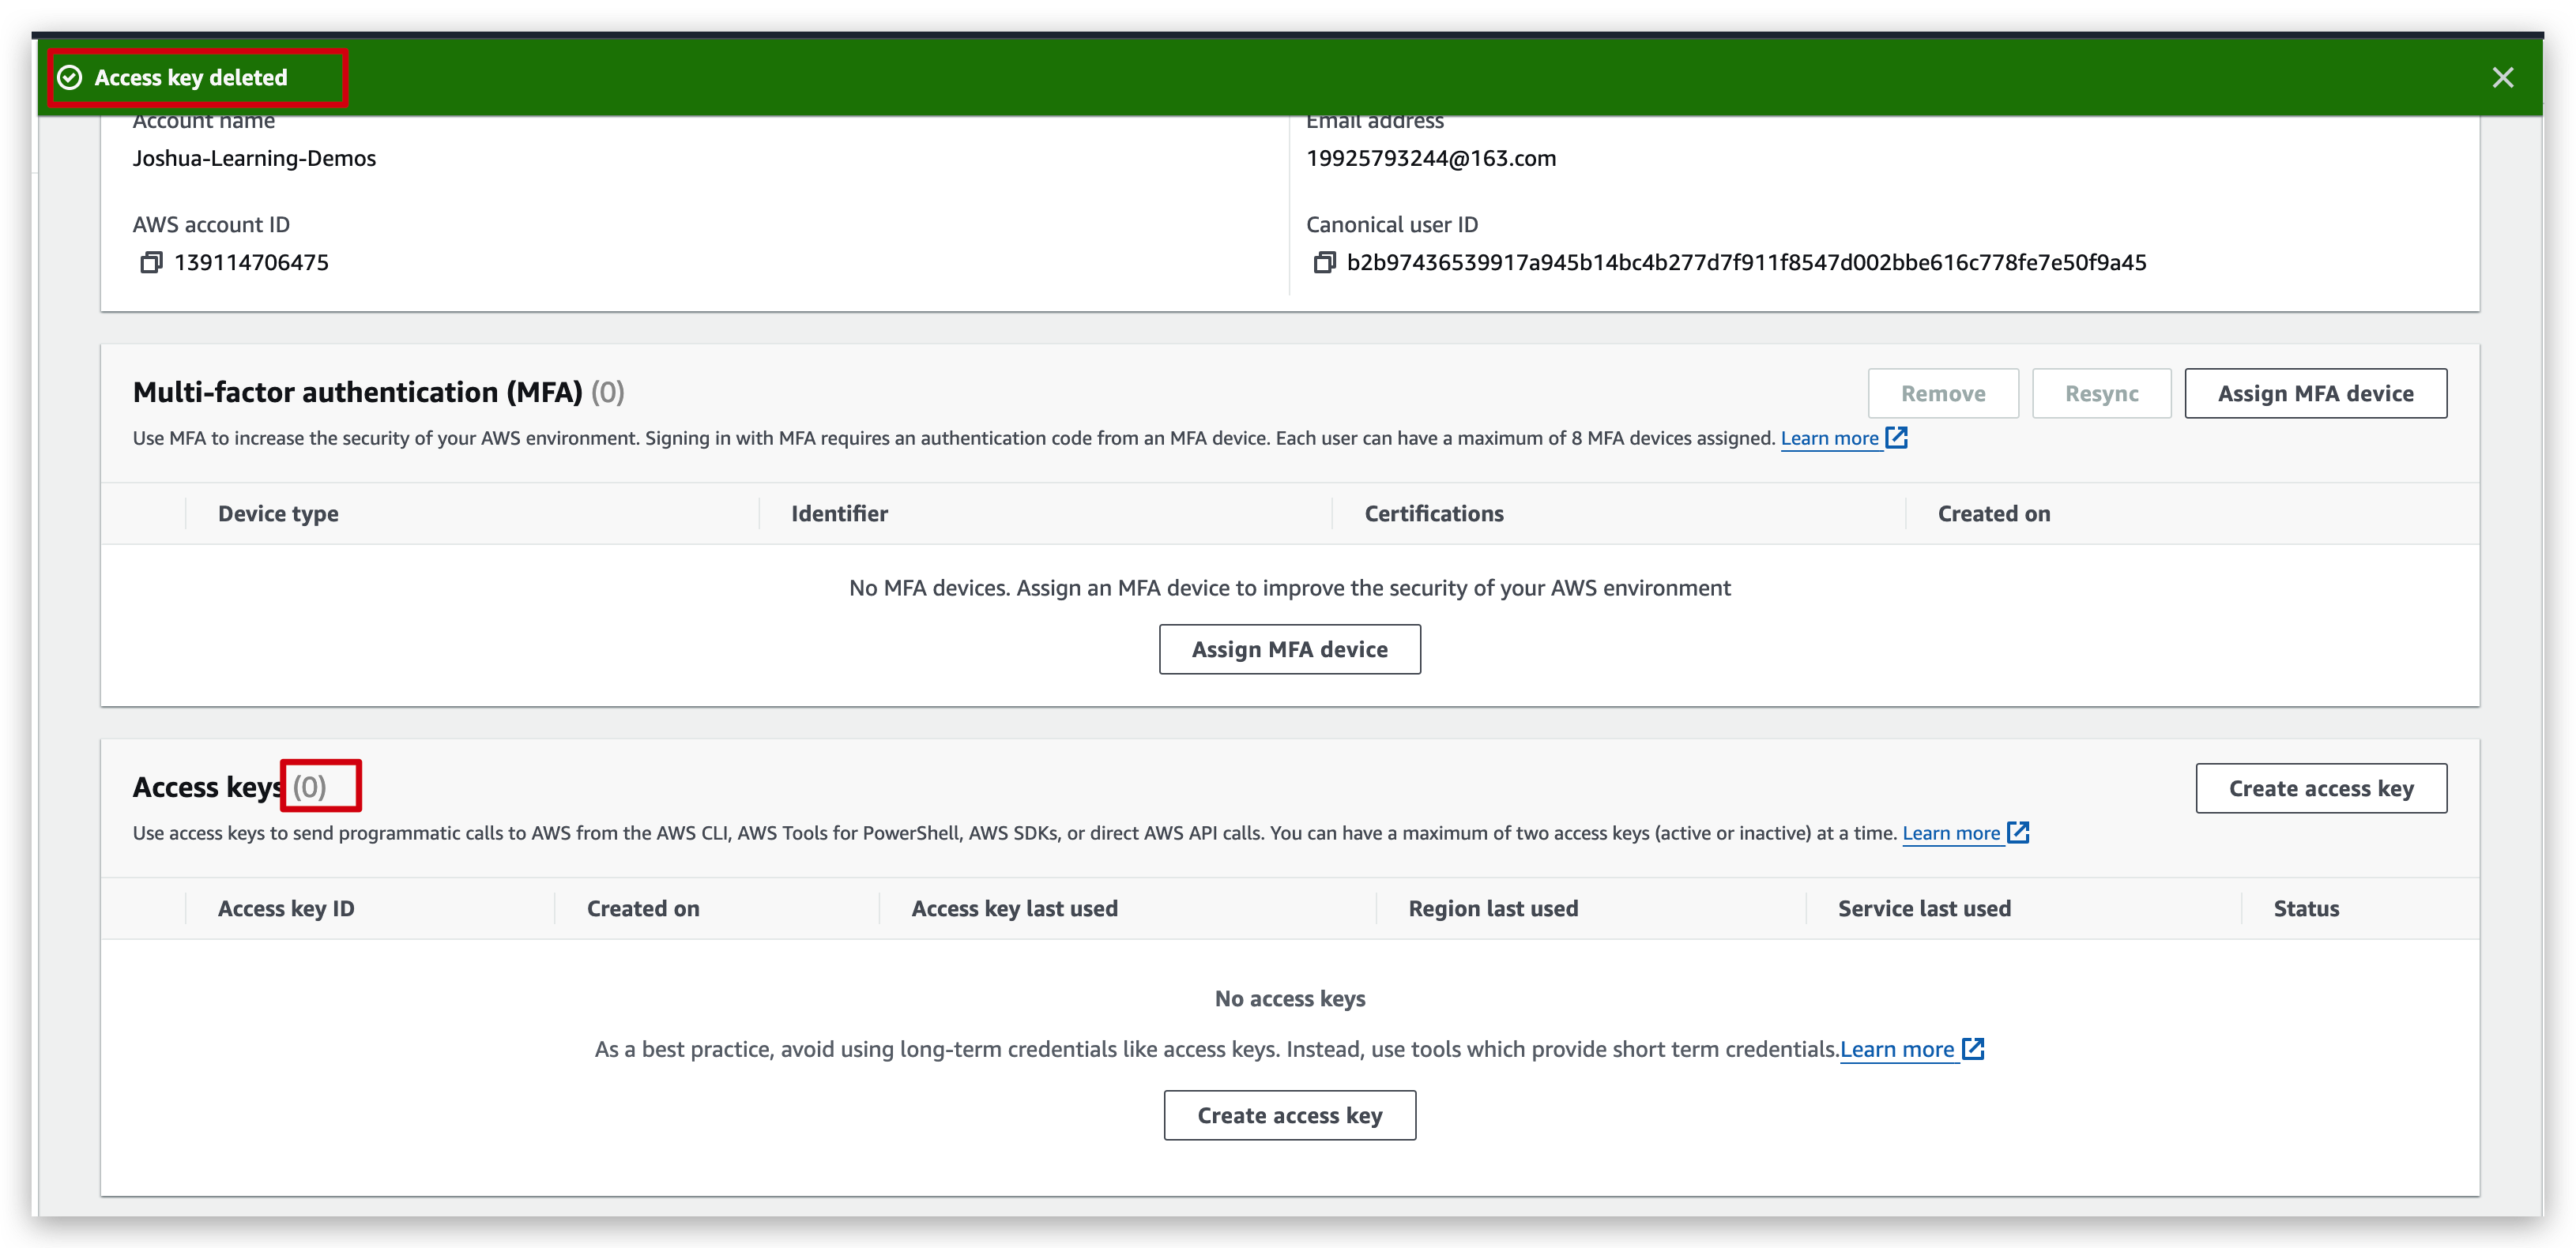 Access key deleted
Account name
Email address
Joshua-Learning-Demos
19925793244@163.com
AWS account ID
Canonical user ID
139114706475
b2b97436539917a945b14bc4b277d7f911f8547d002bbe616c778fe7e50f9a45
Multi-factor authentication (MFA) (0)
Remove
Resync
Assign MFA device
Use MFA to increase the security of your AWS environment. Signing in with MFA requires an authentication code from an MFA device. Each user can have a maximum of 8 MFA devices assigned. Learn more
Device type
Identifier
Certifications
Created on
No MFA devices. Assign an MFA device to improve the security of your AWS environment
Assign MFA device
Access keys (0)
Create access key
Use access keys to send programmatic calls to AWS from the AWS CLI, AWS Tools for PowerShell, AWS SDKs, or direct AWS API calls. You can have a maximum of two access keys (active or inactive) at a time. Learn more
Access key ID
Created on
Access key last used
Region last used
Service last used
Status
No access keys
As a best practice, avoid using long-term credentials like access keys. Instead, use tools which provide short term credentials.Learn more
Create access key